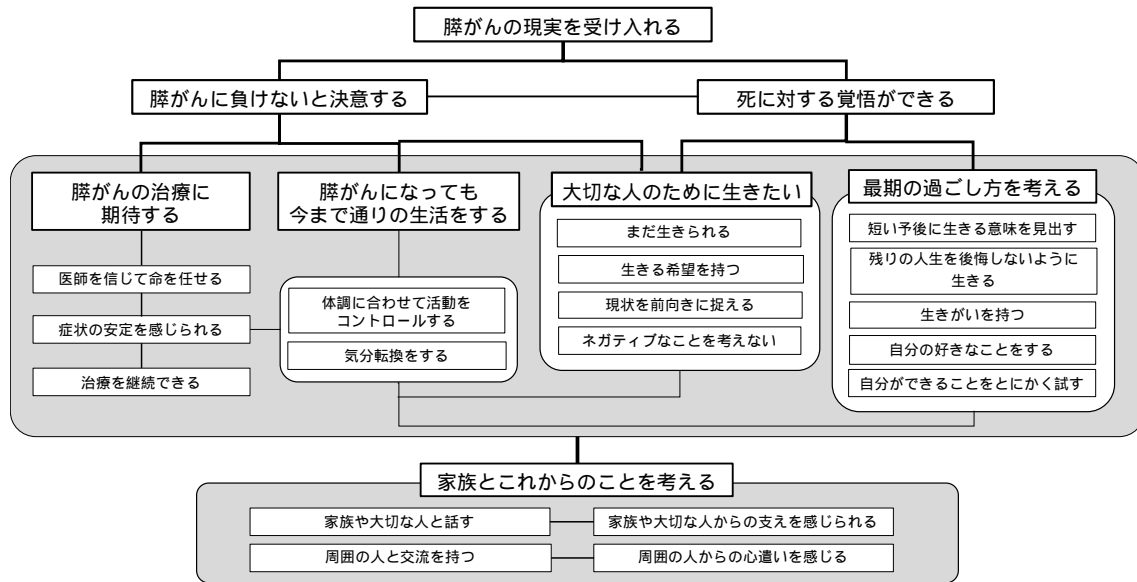 膵がんの現実を受け入れる
膵がんに負けないと決意する
死に対する覚悟ができる
膵がんの治療に
期待する
医師を信じて命を任せる
症状の安定を感じられる
治療を継続できる
膵がんになっても
今まで通りの生活をする
体調に合わせて活動を
コントロールする
気分転換をする
大切な人のために生きたい
まだ生きられる
生きる希望を持つ
現状を前向きに捉える
ネガティブなことを考えない
最期の過ごし方を考える
短い予後に生きる意味を見出す
残りの人生を後悔しないように
生きる
生きがいを持つ
自分の好きなことをする
自分ができることをとにかく試す
家族とこれからのことを考える
家族や大切な人と話す
家族や大切な人からの支えを感じられる
周囲の人と交流を持つ
周囲の人からの心遣いを感じる